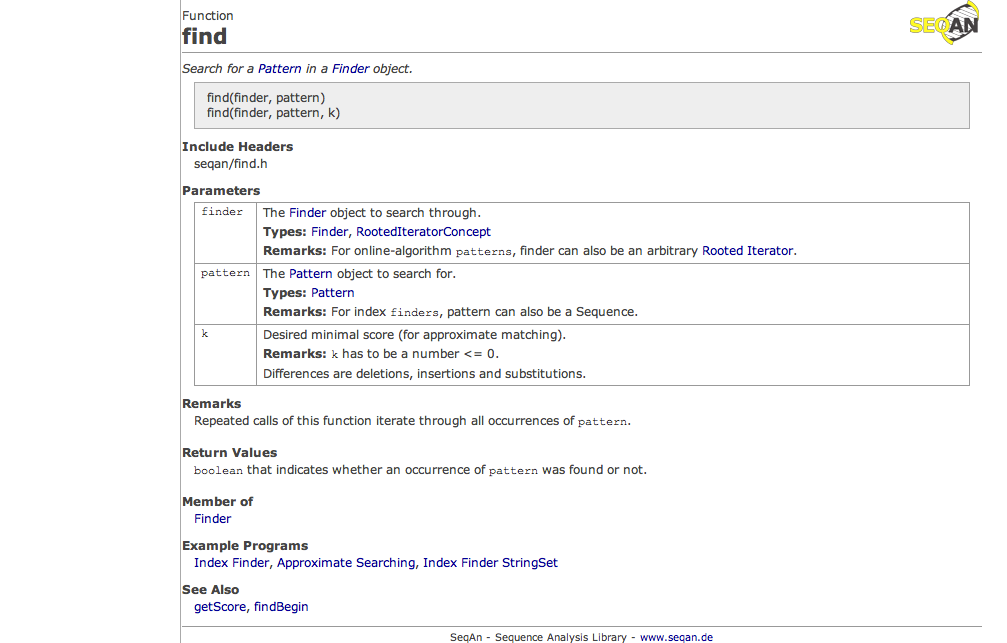 Function
SEQAN
find
Search for a Pattern in a Finder object.
find(finder, pattern)
find(finder, pattern, k)
Include Headers
seqan/find.h
Parameters
finder
The Finder object to search through.
Types: Finder, RootedIteratorConcept
Remarks: For online-algorithm patterns, finder can also be an arbitrary Rooted Iterator.
pattern
The Pattern object to search for.
Types: Pattern
Remarks: For index finders, pattern can also be a Sequence.
k
Desired minimal score (for approximate matching).
Remarks: k has to be a number <= 0.
Differences are deletions, insertions and substitutions.
Remarks
Repeated calls of this function iterate through all occurrences of pattern.
Return Values
boolean that indicates whether an occurrence of pattern was found or not.
Member of
Finder
Example Programs
Index Finder, Approximate Searching, Index Finder StringSet
See Also
getScore, findBegin
SeqAn - Sequence Analysis Library - www.seqan.de